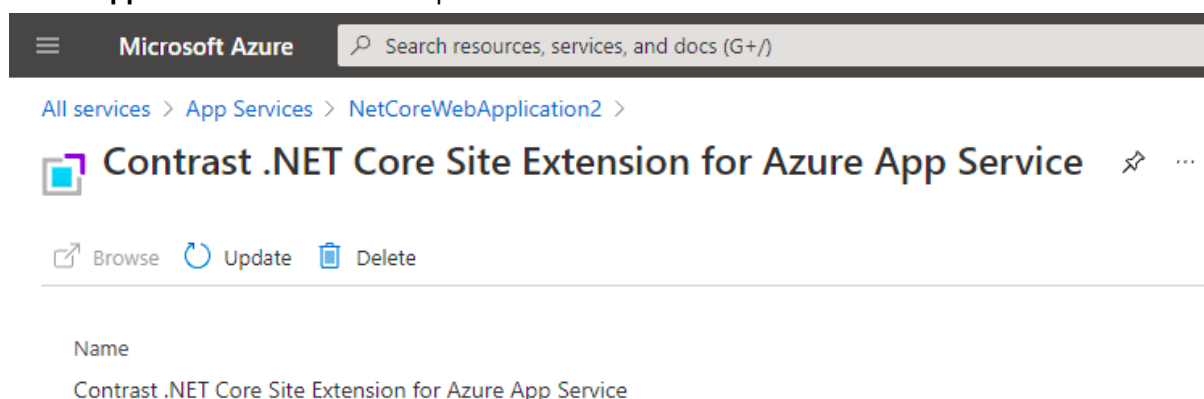 Microsoft Azure Search resources, services, and docs (G+/)
All services > App Services > NetCoreWebApplication2 >
Contrast .NET Core Site Extension for Azure App Service ...
Browse Update Delete
Name
Contrast .NET Core Site Extension for Azure App Service